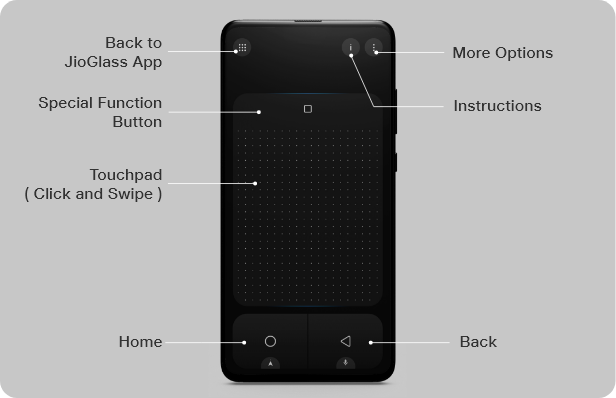 Back to
JioGlass App
More Options
Special Function
Button
Instructions
Touchpad
( Click and Swipe )
Home
Back